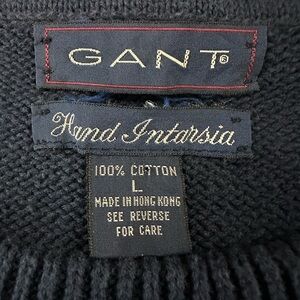 GANT®
Hand Intarsia
100% COTTON
L
MADE IN HONG KONG
SEE REVERSE
FOR CARE